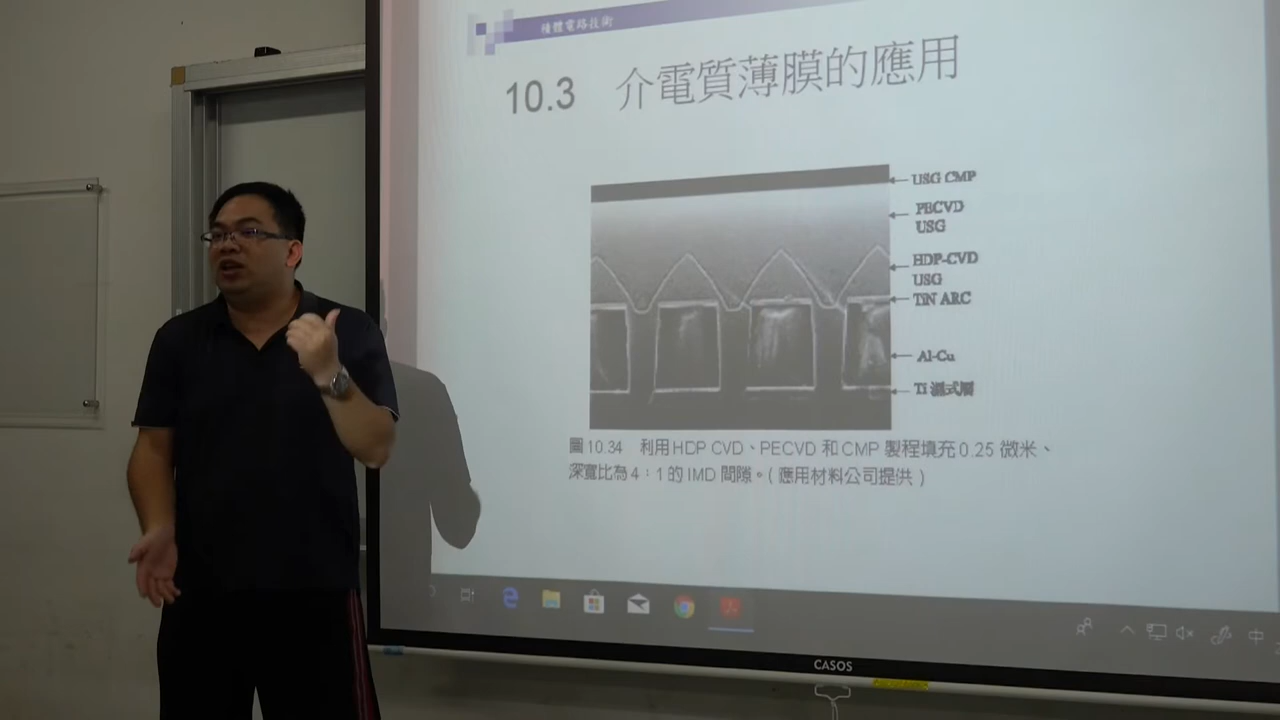 積體電路技術
10.3 介電質薄膜的應用
USG CMP
PECVD
USG
HDP-CVD
USG
TiN ARC
Al-Cu
Ti 濕式層
圖 10.34 利用 HDP CVD、PECVD 和 CMP 製程填充 0.25 微米、
深寬比為 4：1 的 IMD 間隙。( 應用材料公司提供 )
中
CASOS